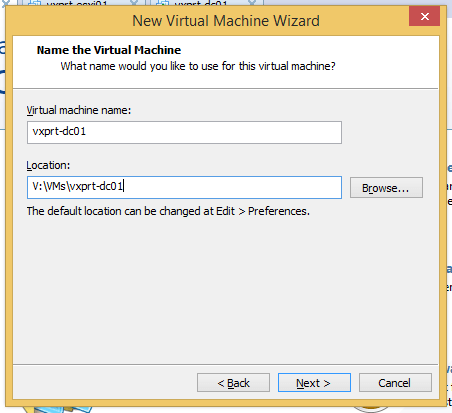 vxprt-dc01
New Virtual Machine Wizard
Name the Virtual Machine
What name would you like to use for this virtual machine?
Virtual machine name:
vxprt-dc01
Location:
V:\VMs\vxprt-dc01
Browse...
The default location can be changed at Edit > Preferences.
< Back
Next >
Cancel